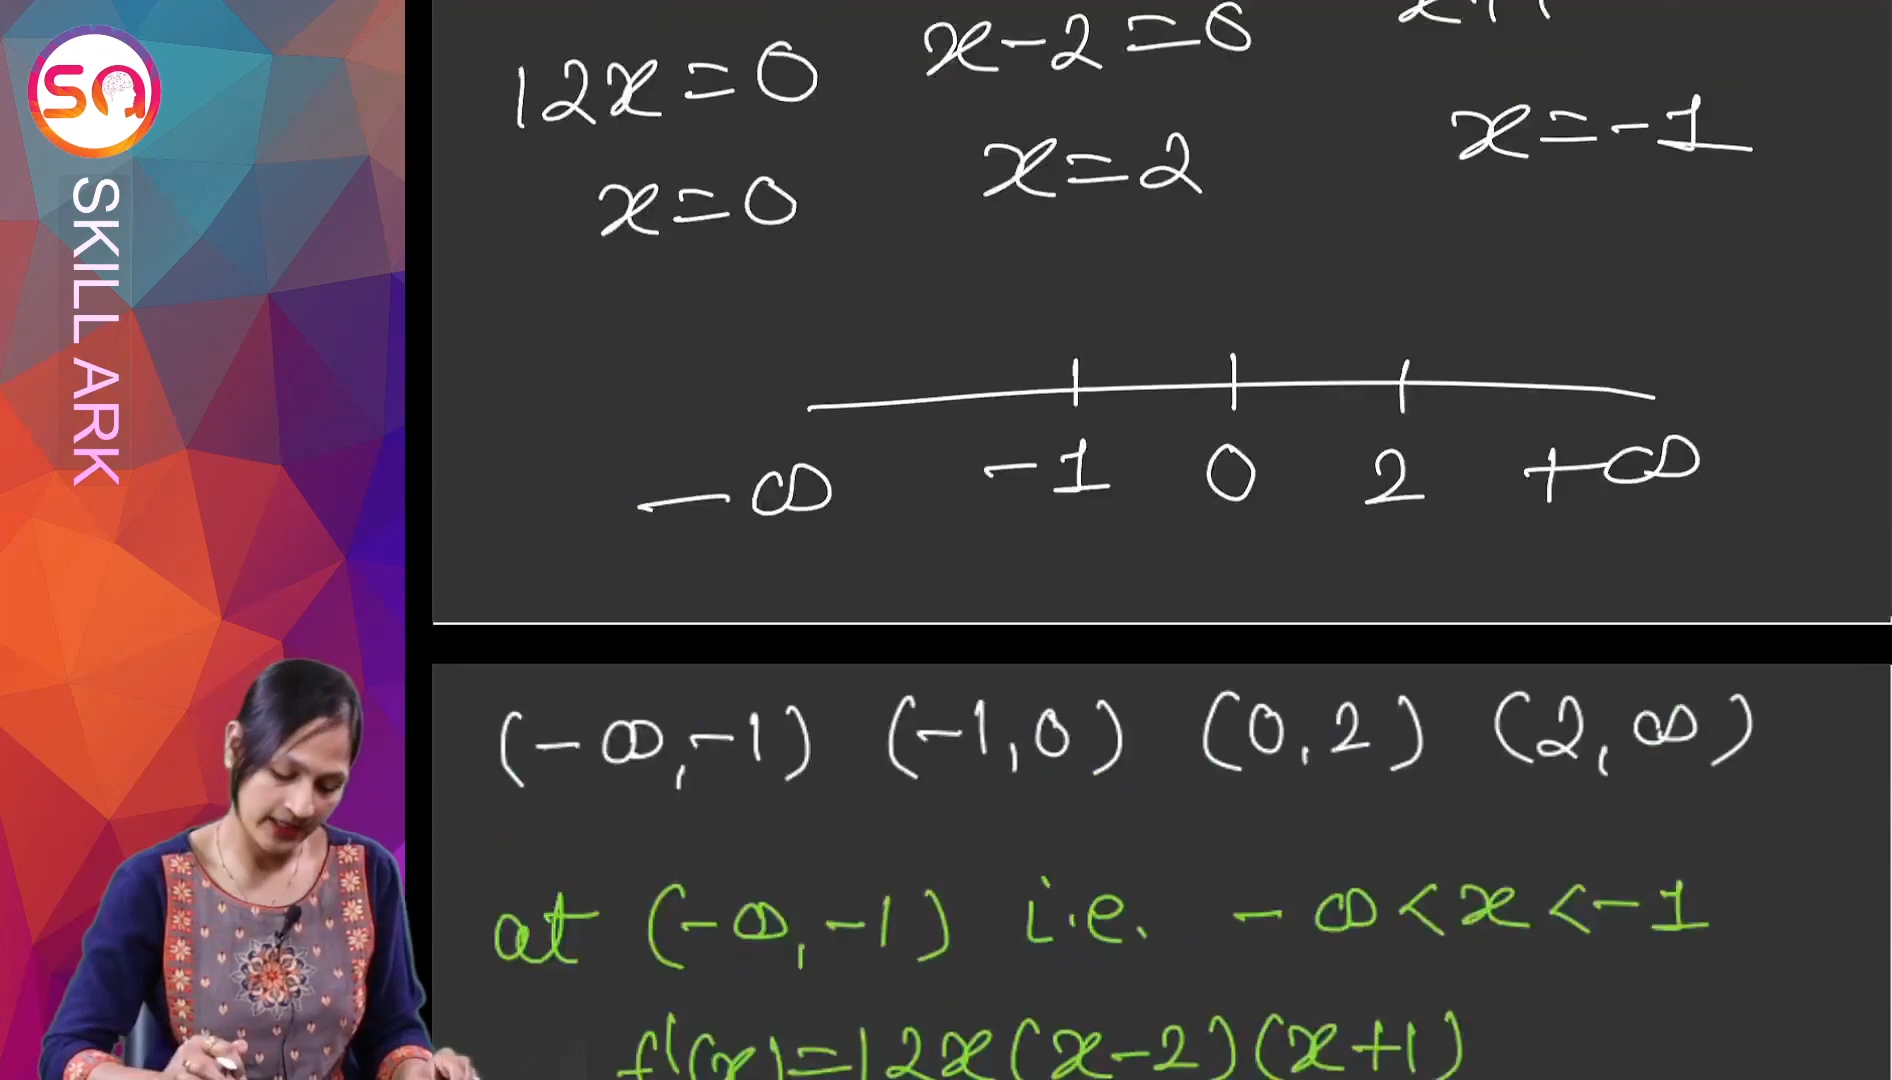 SKILL ARK
12x=0 x-2=0
x=0 x=2 x=-1
-∞ -1 0 2 +∞
(-∞,-1) (-1,0) (0,2) (2,∞)
at (-∞,-1) i.e. -∞<x<-1
f'(x)=12x(x-2)(x+1)